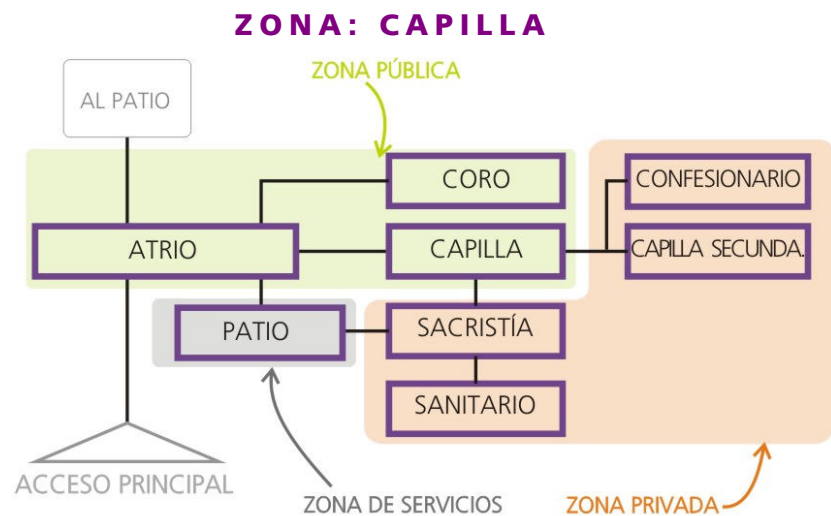 ZONA: CAPILLA
ZONA PÚBLICA
AL PATIO
CORO
CONFESIONARIO
ATRIO
CAPILLA
CAPILLA SECUNDA.
PATIO
SACRISTÍA
SANITARIO
ACCESO PRINCIPAL
ZONA DE SERVICIOS
ZONA PRIVADA